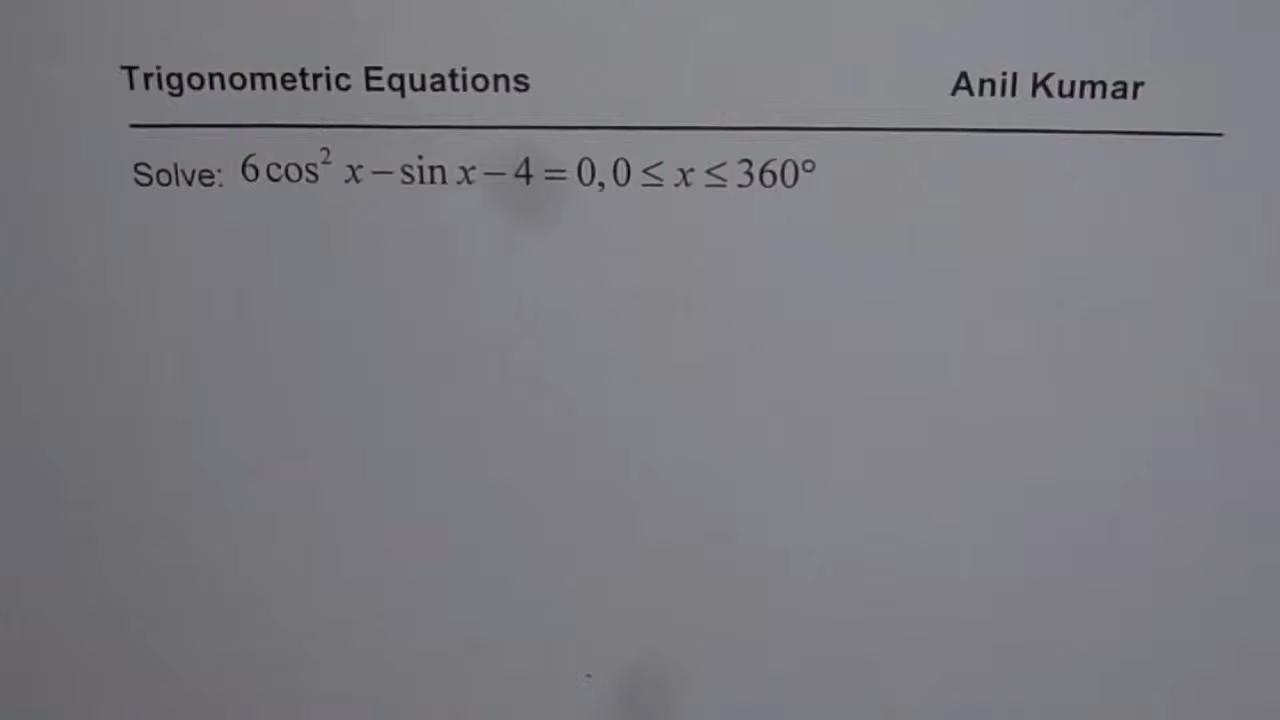 Trigonometric Equations Anil Kumar
Solve: 6cos² x − sin x − 4 = 0, 0 ≤ x ≤ 360°